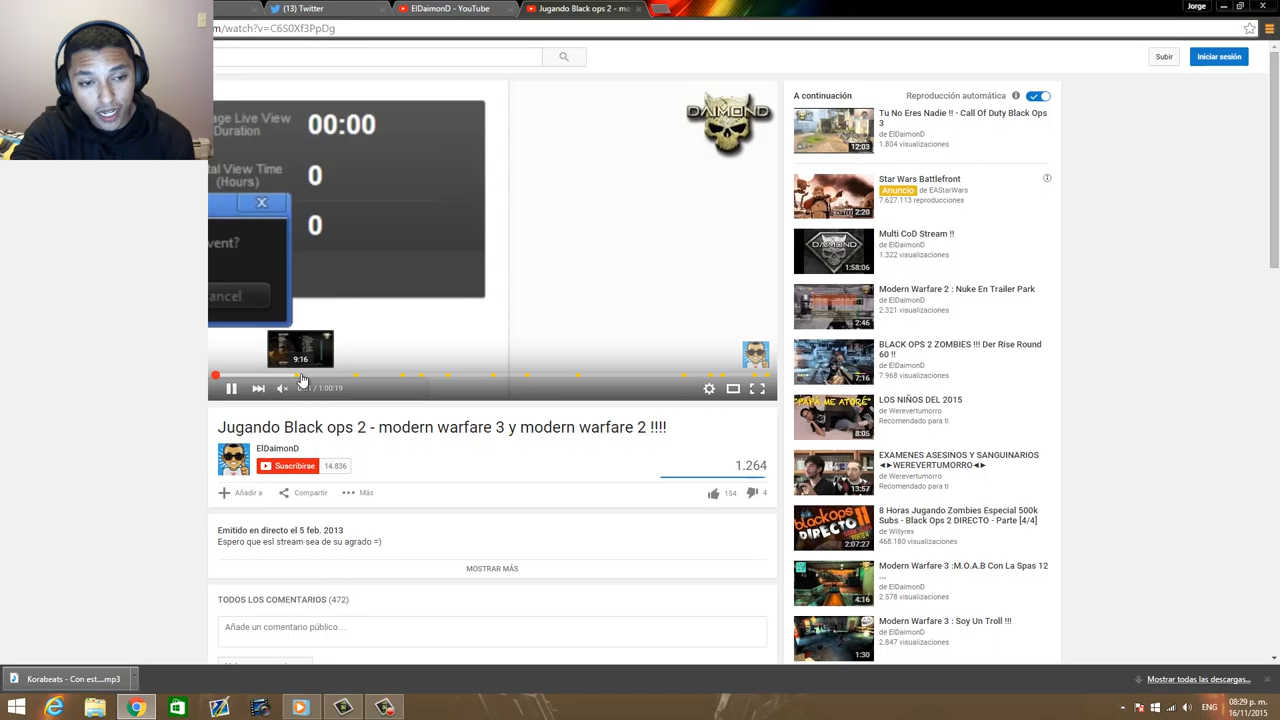 (13) Twitter
ElDaimonD - YouTube
Jugando Black ops 2 - mo
Jorge
m/watch?v=C6S0Xf3PpDg
Subir
Iniciar sesión
age Live View
Duration
00:00
tal View Time
(Hours)
0
0
vent?
ancel
DAIMOND
9:16
/ 1:00:19
Jugando Black ops 2 - modern warfare 3 y modern warfare 2 !!!!
ElDaimonD
Suscribirse
14.836
1.264
Añadir a
Compartir
Más
154
4
Emitido en directo el 5 feb. 2013
Espero que esl stream sea de su agrado =)
MOSTRAR MÁS
TODOS LOS COMENTARIOS (472)
Añade un comentario público…
A continuación
Reproducción automática
Tu No Eres Nadie !! - Call Of Duty Black Ops
3
de ElDaimonD
1.804 visualizaciones
12:03
Star Wars Battlefront
Anuncio de EAStarWars
7.627.113 reproducciones
2:20
Multi CoD Stream !!
de ElDaimonD
1.322 visualizaciones
DAIMOND
1:58:06
Modern Warfare 2 : Nuke En Trailer Park
de ElDaimonD
2.321 visualizaciones
2:46
BLACK OPS 2 ZOMBIES !!! Der Rise Round
60 !!
de ElDaimonD
7.968 visualizaciones
7:16
LOS NIÑOS DEL 2015
de Werevertumorro
Recomendado para ti
"PAPA ME ATORÉ"
8:05
EXAMENES ASESINOS Y SANGUINARIOS
◄►WEREVERTUMORRO◄►
de Werevertumorro
Recomendado para ti
13:57
8 Horas Jugando Zombies Especial 500k
Subs - Black Ops 2 DIRECTO - Parte [4/4]
de Willyrex
468.180 visualizaciones
blackops II
DIRECTO
2:07:27
Modern Warfare 3 :M.O.A.B Con La Spas 12
...
de ElDaimonD
2.578 visualizaciones
4:16
Modern Warfare 3 : Soy Un Troll !!!
de ElDaimonD
2.847 visualizaciones
1:30
Korabeats - Con est....mp3
Mostrar todas las descargas...
08:29 p. m.